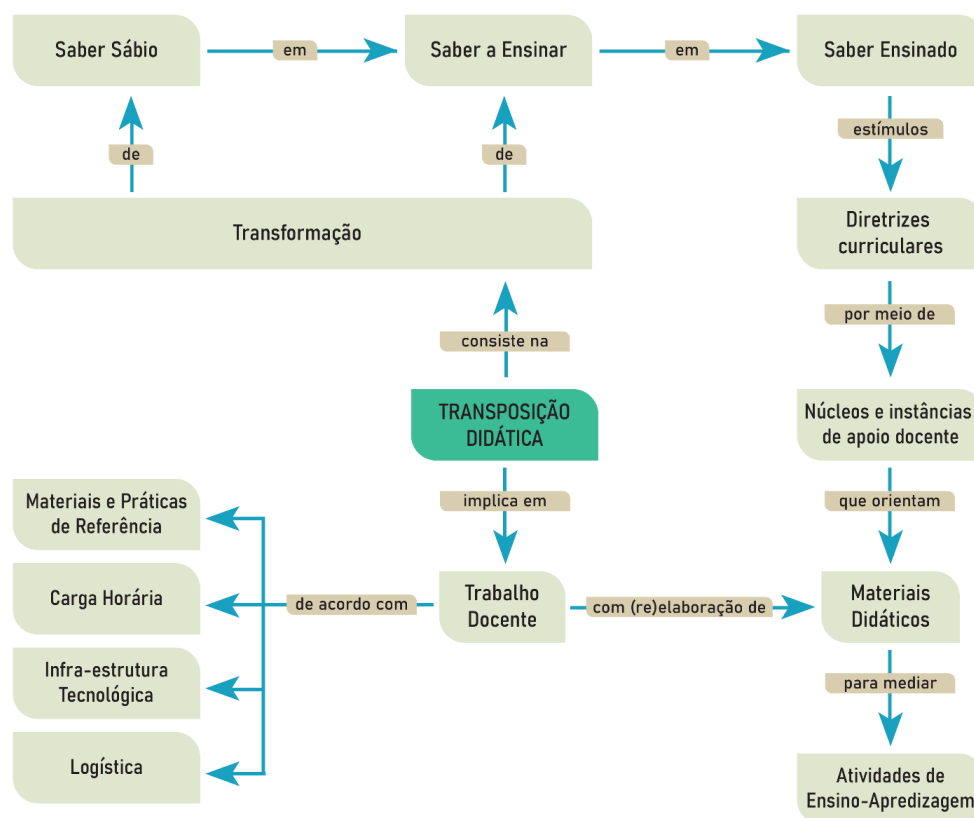 Saber Sábio
em
Saber a Ensinar
em
Saber Ensinado
de
de
estímulos
Transformação
Diretrizes
curriculares
consiste na
por meio de
TRANSPOSIÇÃO
DIDÁTICA
Núcleos e instâncias
de apoio docente
implica em
que orientam
Materiais e Práticas
de Referência
Carga Horária
de acordo com
Trabalho
Docente
com (re)elaboração de
Materiais
Didáticos
Infra-estrutura
Tecnológica
para mediar
Logística
Atividades de
Ensino-Apredizagem